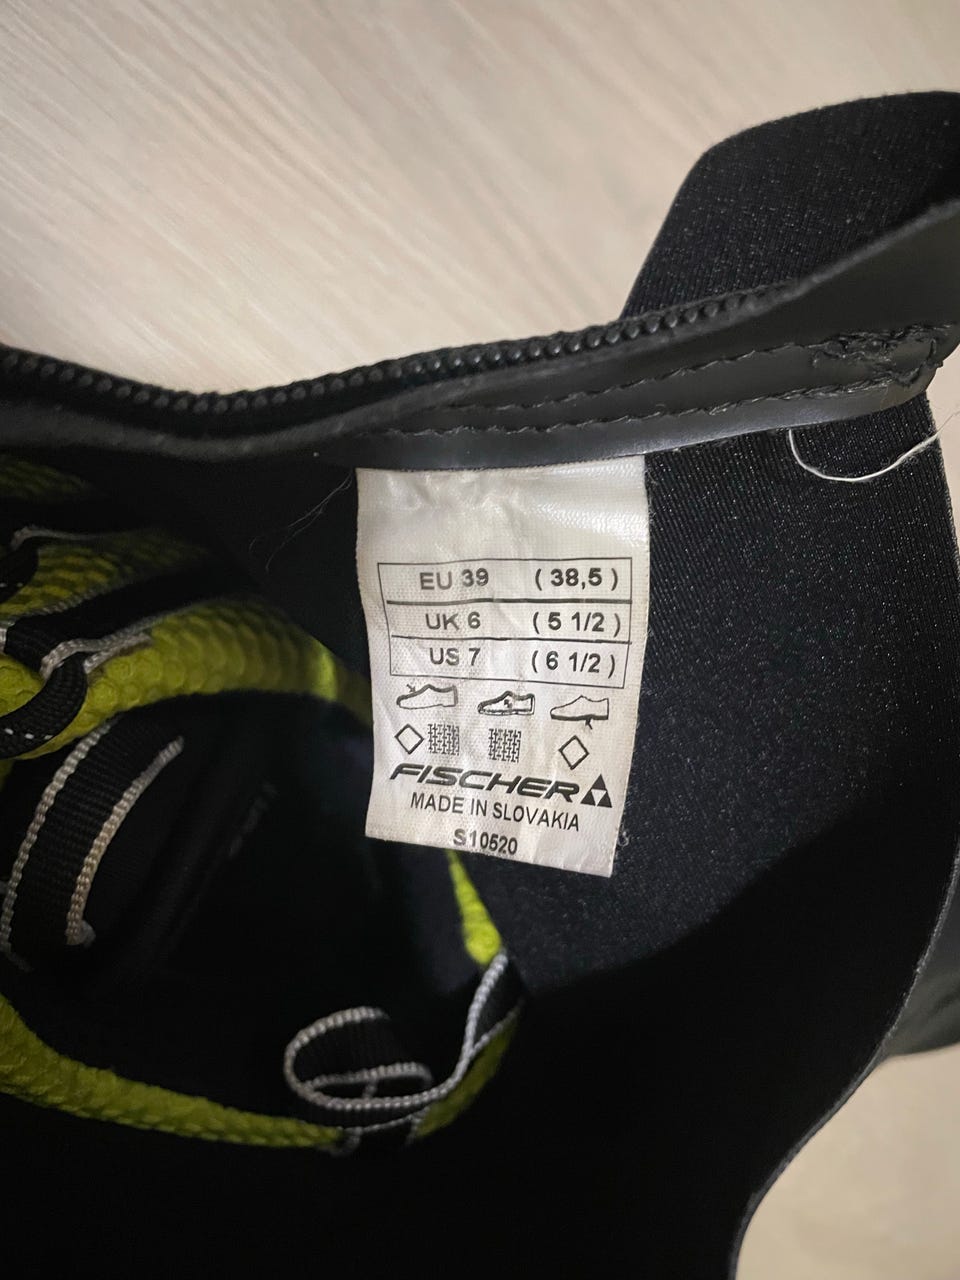 EU 39 (38,5)
UK 6 (5 1/2)
US 7 (6 1/2)
FISCHER
MADE IN SLOVAKIA
S10520